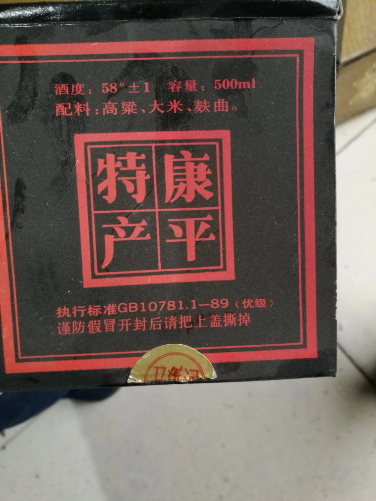 酒度：58°±1 容量：500ml
配料：高粱、大米、麸曲。
特康
产平
执行标准GB10781.1—89（优级）
谨防假冒开封后请把上盖撕掉